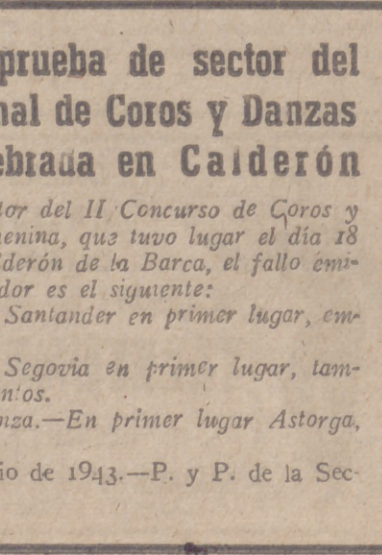 prueba de sector del
nal de Coros y Danzas
ebrada en Calderón
tor del II Concurso de Coros y
menina, que tuvo lugar el día 18
lderón de la Barca, el fallo emi-
dor es el siguiente:
Santander en primer lugar, em-
Segovia en primer lugar, tam-
ntos.
nza.—En primer lugar Astorga,
io de 1943.—P. y P. de la Sec-